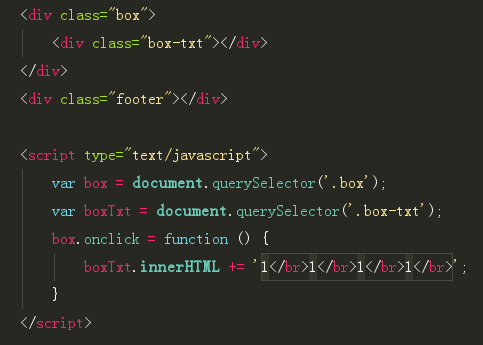 <div class="box">
<div class="box-txt"></div>
</div>
<div class="footer"></div>
<script type="text/javascript">
var box = document.querySelector('.box');
var boxTxt = document.querySelector('.box-txt');
box.onclick = function () {
boxTxt.innerHTML += '1</br>1</br>1</br>1</br>';
}
</script>